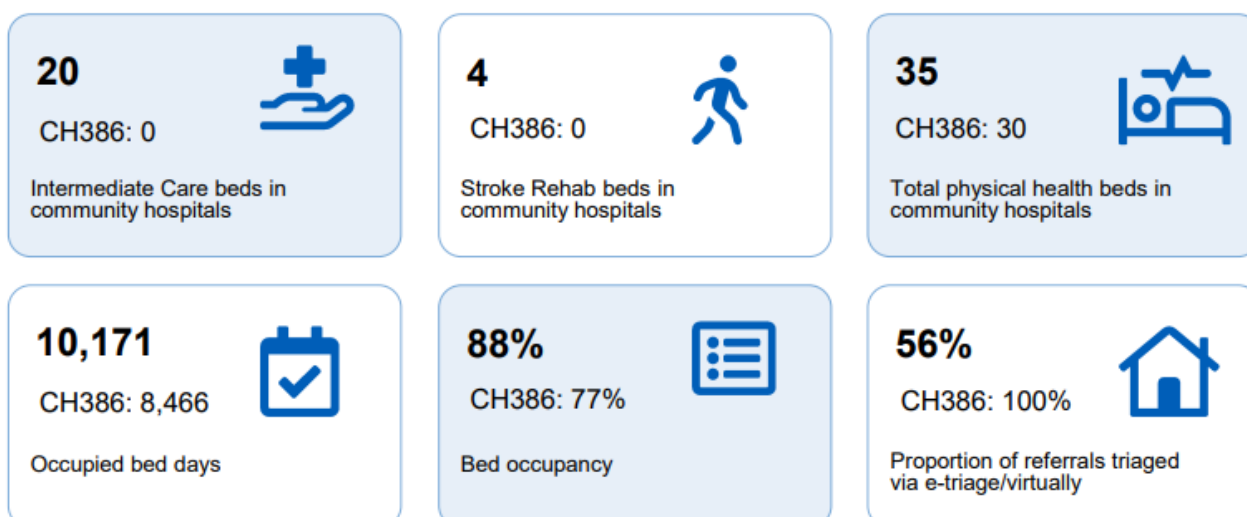 20
CH386: 0
Intermediate Care beds in
community hospitals
4
CH386: 0
Stroke Rehab beds in
community hospitals
35
CH386: 30
Total physical health beds in
community hospitals
10,171
CH386: 8,466
Occupied bed days
88%
CH386: 77%
Bed occupancy
56%
CH386: 100%
Proportion of referrals triaged
via e-triage/virtually